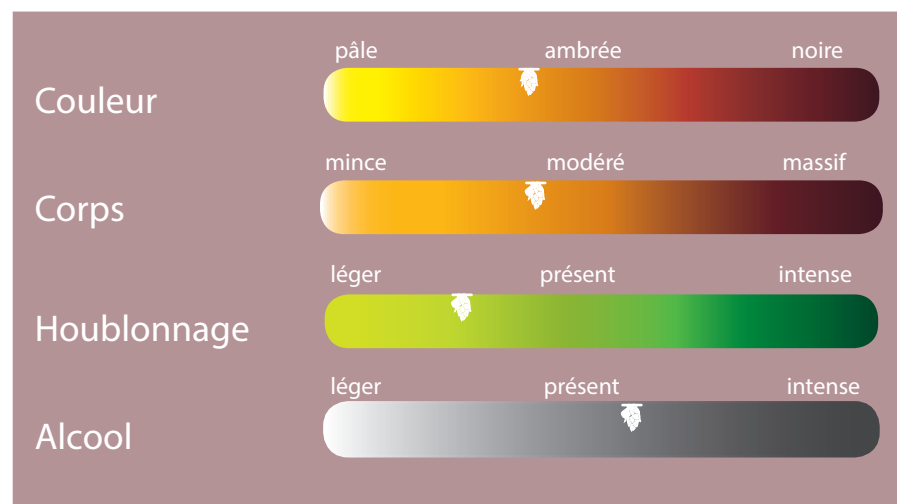 pâle ambrée noire
Couleur
mince modéré massif
Corps
léger présent intense
Houblonnage
léger présent intense
Alcool